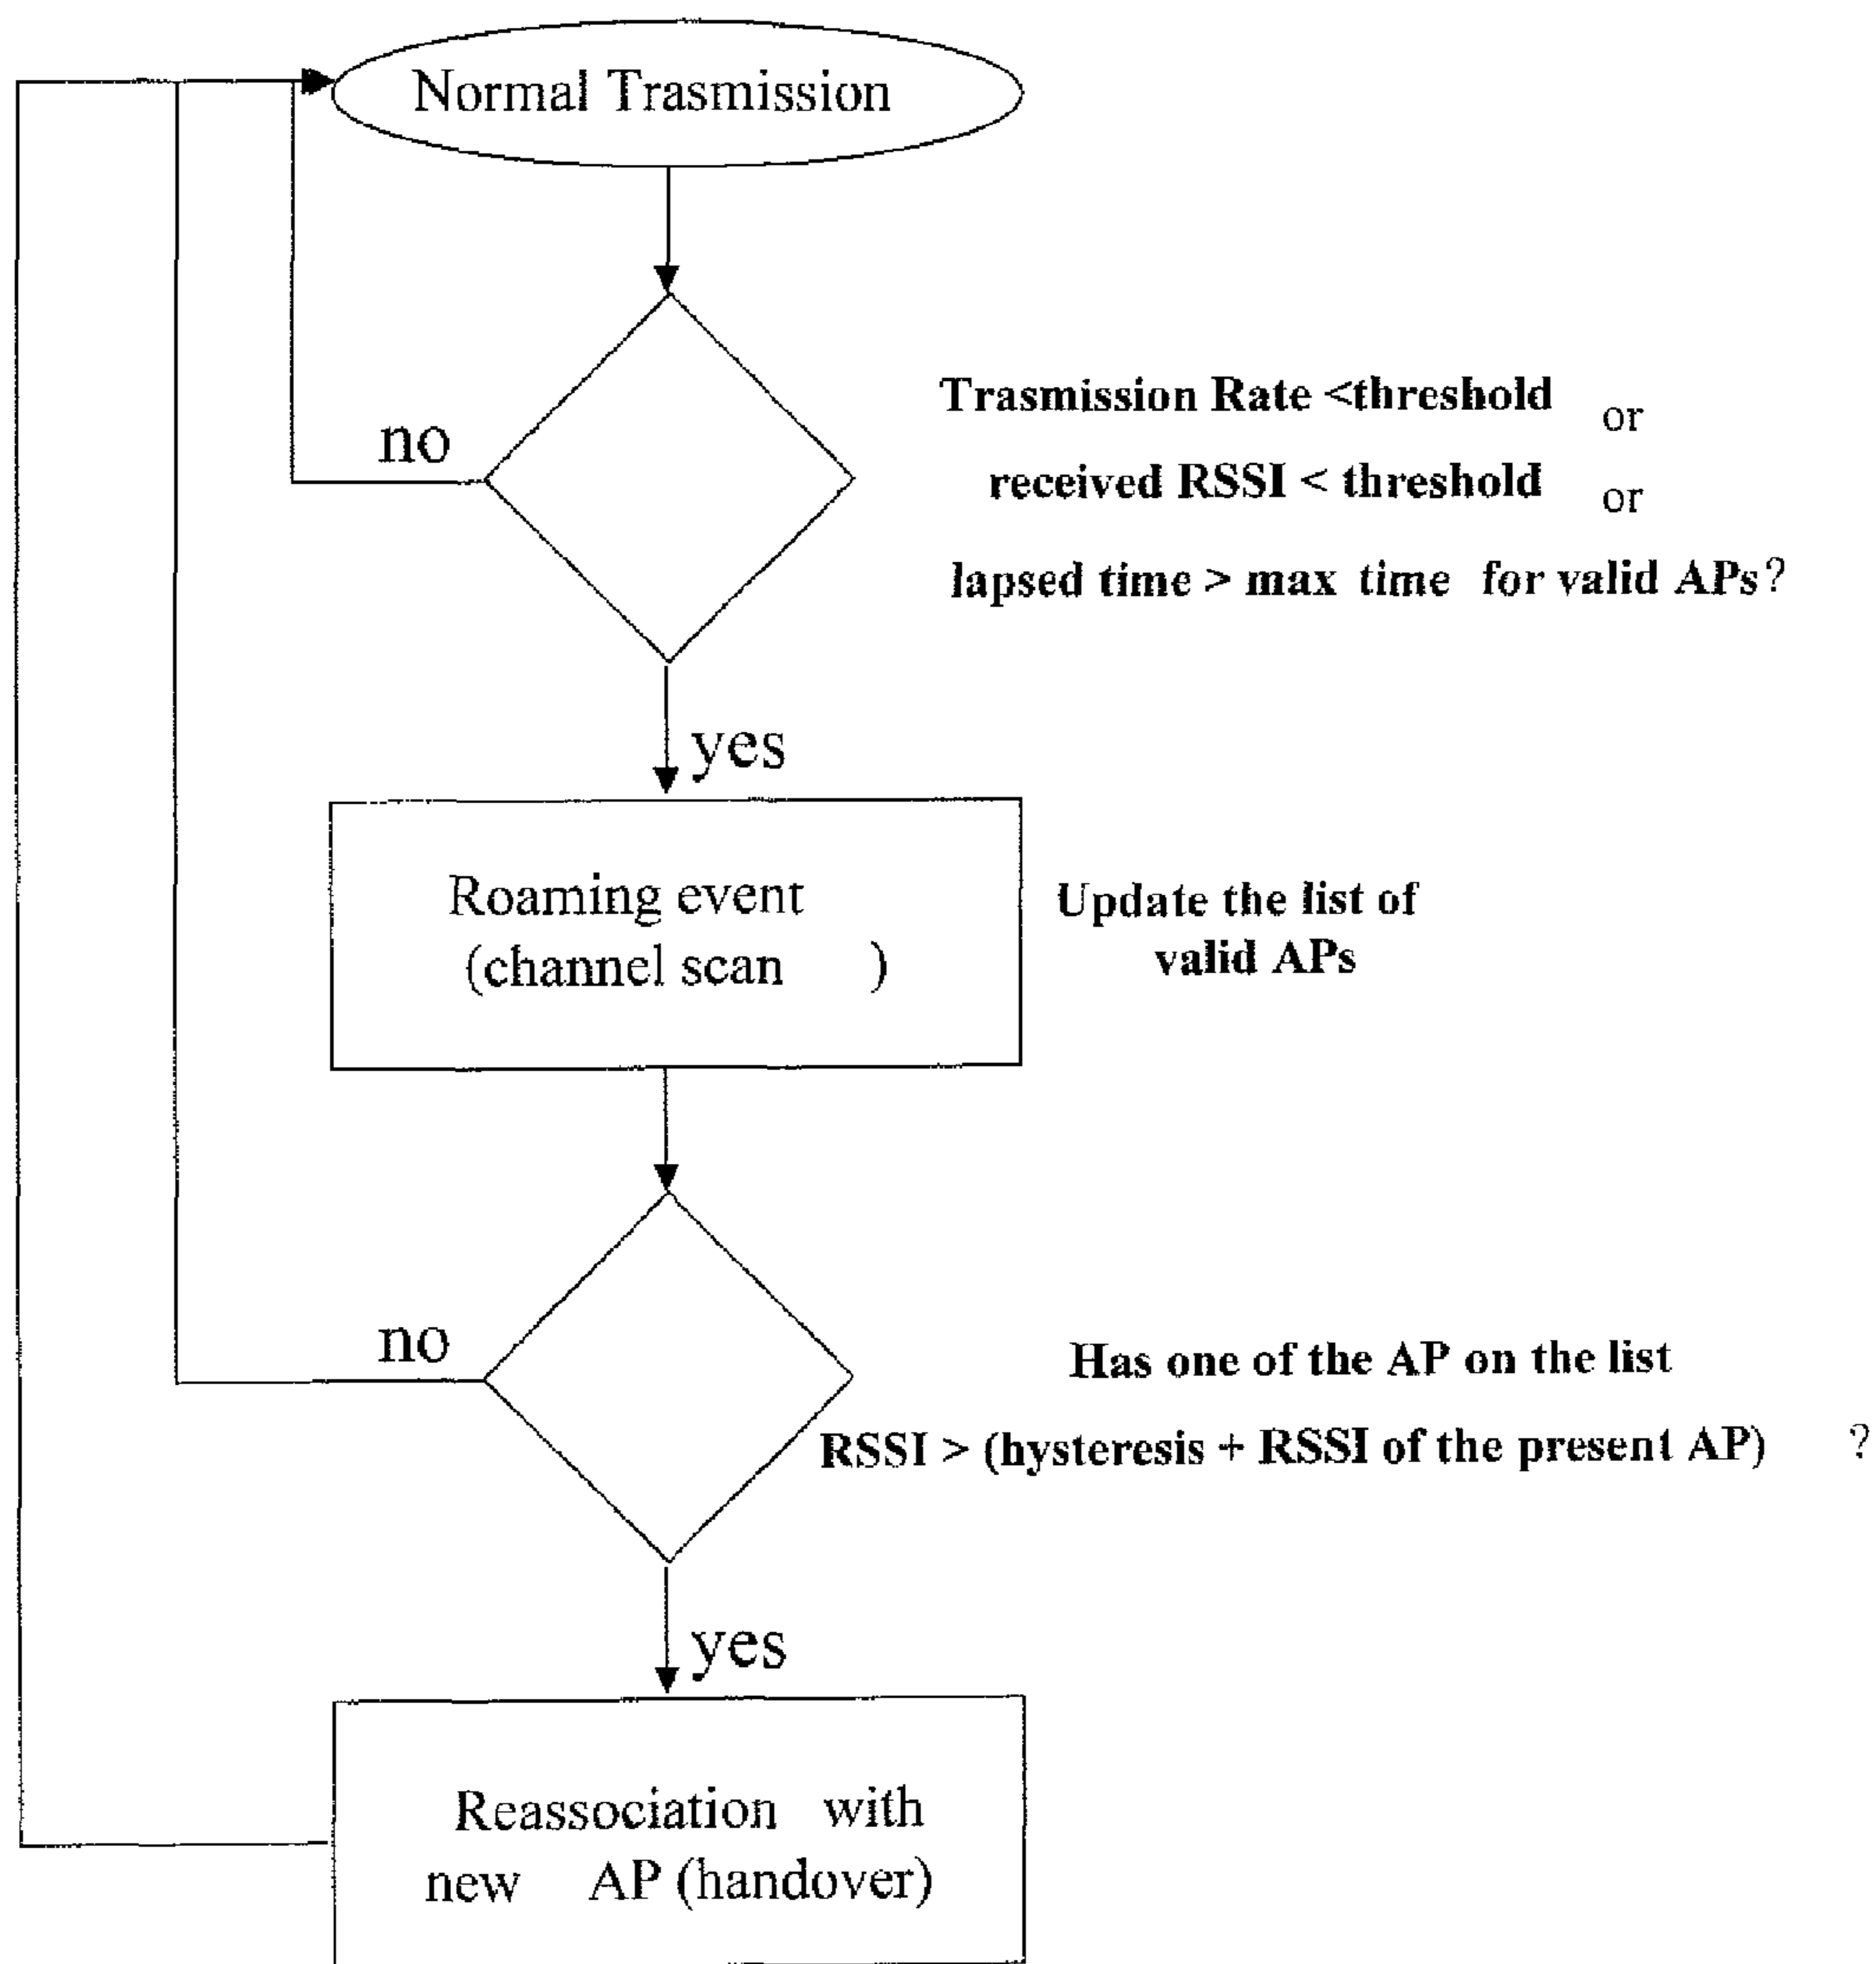 Normal Trasmission
Trasmission Rate <threshold or
no
received RSSI < threshold or
lapsed time > max time for valid APs?
yes
Roaming event
(channel scan )
Update the list of
valid APs
no
Has one of the AP on the list
RSSI > (hysteresis + RSSI of the present AP) ?
yes
Reassociation with
new AP (handover)